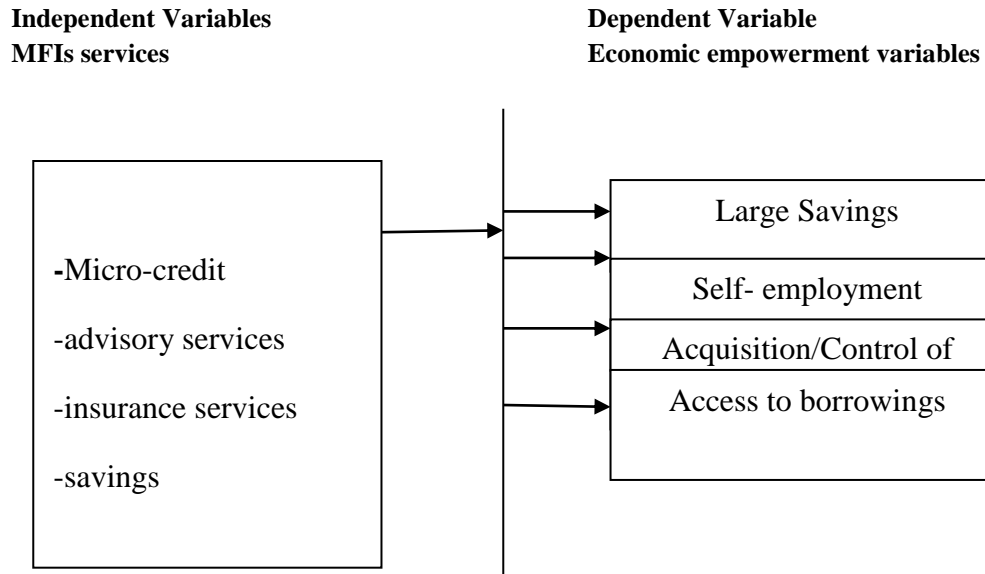 Independent Variables
MFIs services
Dependent Variable
Economic empowerment variables
-Micro-credit
-advisory services
-insurance services
-savings
Large Savings
Self- employment
Acquisition/Control of
Access to borrowings